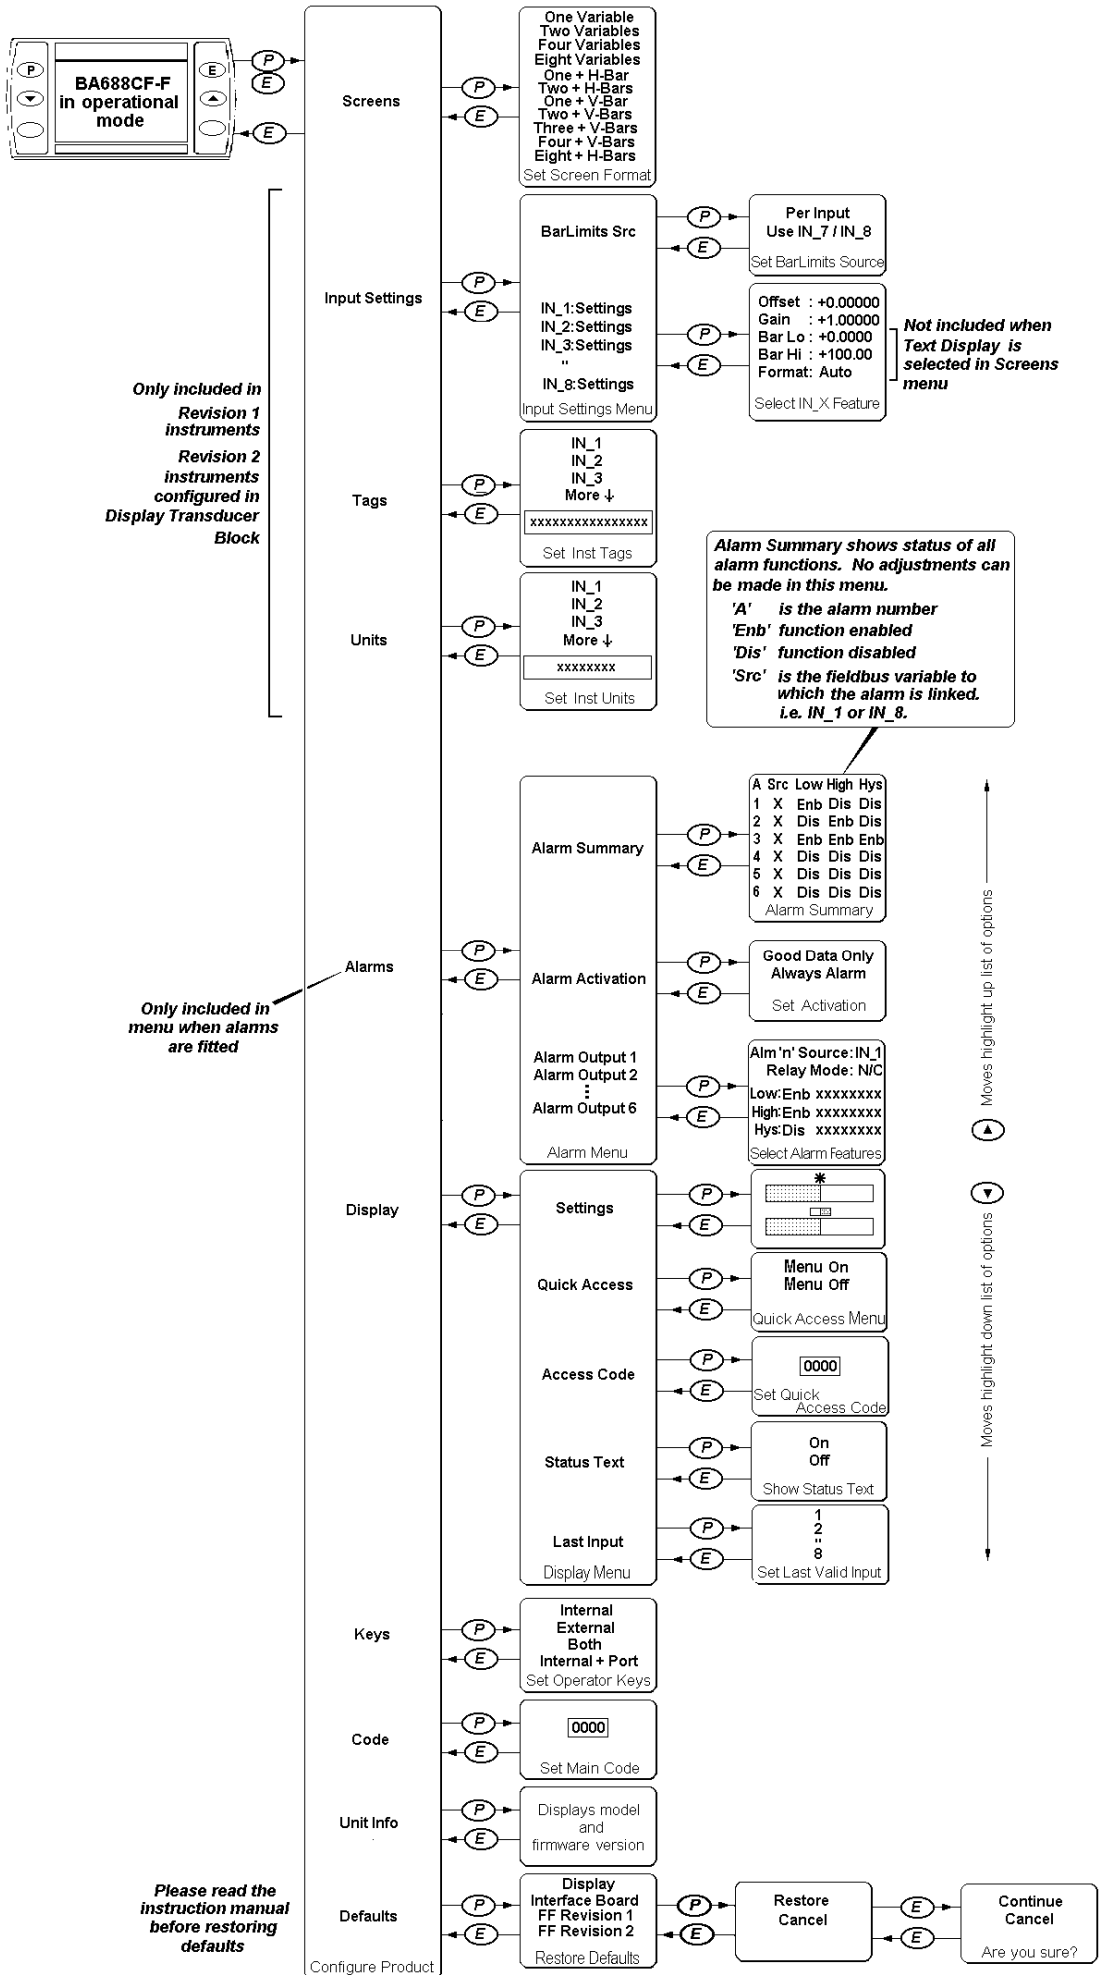 P
E
BA688CF-F
in operational
mode
P
E
E
Screens
P
E
One Variable
Two Variables
Four Variables
Eight Variables
One + H-Bar
Two + H-Bars
One + V-Bar
Two + V-Bars
Three + V-Bars
Four + V-Bars
Eight + H-Bars
Set Screen Format
Only included in
Revision 1
instruments
Revision 2
instruments
configured in
Display Transducer
Block
Input Settings
P
E
BarLimits Src
IN_1:Settings
IN_2:Settings
IN_3:Settings
"
IN_8:Settings
Input Settings Menu
P
E
Per Input
Use IN_7 / IN_8
Set BarLimits Source
P
E
Offset : +0.00000
Gain : +1.00000
Bar Lo : +0.0000
Bar Hi : +100.00
Format: Auto
Select IN_X Feature
Not included when
Text Display is
selected in Screens
menu
Tags
P
E
IN_1
IN_2
IN_3
More ↓
xxxxxxxxxxxxxxxx
Set Inst Tags
Units
P
E
IN_1
IN_2
IN_3
More ↓
xxxxxxxx
Set Inst Units
Alarm Summary shows status of all
alarm functions. No adjustments can
be made in this menu.
'A' is the alarm number
'Enb' function enabled
'Dis' function disabled
'Src' is the fieldbus variable to
which the alarm is linked.
i.e. IN_1 or IN_8.
Alarms
Only included in
menu when alarms
are fitted
P
E
Alarm Summary
Alarm Activation
Alarm Output 1
Alarm Output 2
Alarm Output 6
Alarm Menu
P
E
A Src Low High Hys
1 X Enb Dis Dis
2 X Dis Enb Dis
3 X Enb Enb Enb
4 X Dis Dis Dis
5 X Dis Dis Dis
6 X Dis Dis Dis
Alarm Summary
P
E
Good Data Only
Always Alarm
Set Activation
P
E
Alm 'n' Source: IN_1
Relay Mode: N/C
Low:Enb xxxxxxxx
High:Enb xxxxxxxx
Hys:Dis xxxxxxxx
Select Alarm Features
Moves highlight up list of options
Moves highlight down list of options
Display
P
E
Settings
Quick Access
Access Code
Status Text
Last Input
Display Menu
P
E
P
E
Menu On
Menu Off
Quick Access Menu
P
E
0000
Set Quick
Access Code
P
E
On
Off
Show Status Text
P
E
1
2
"
8
Set Last Valid Input
Keys
P
E
Internal
External
Both
Internal + Port
Set Operator Keys
Code
P
E
0000
Set Main Code
Unit Info
P
E
Displays model
and
firmware version
Please read the
instruction manual
before restoring
defaults
Defaults
Configure Product
P
E
Display
Interface Board
FF Revision 1
FF Revision 2
Restore Defaults
P
E
Restore
Cancel
E
E
Continue
Cancel
Are you sure?